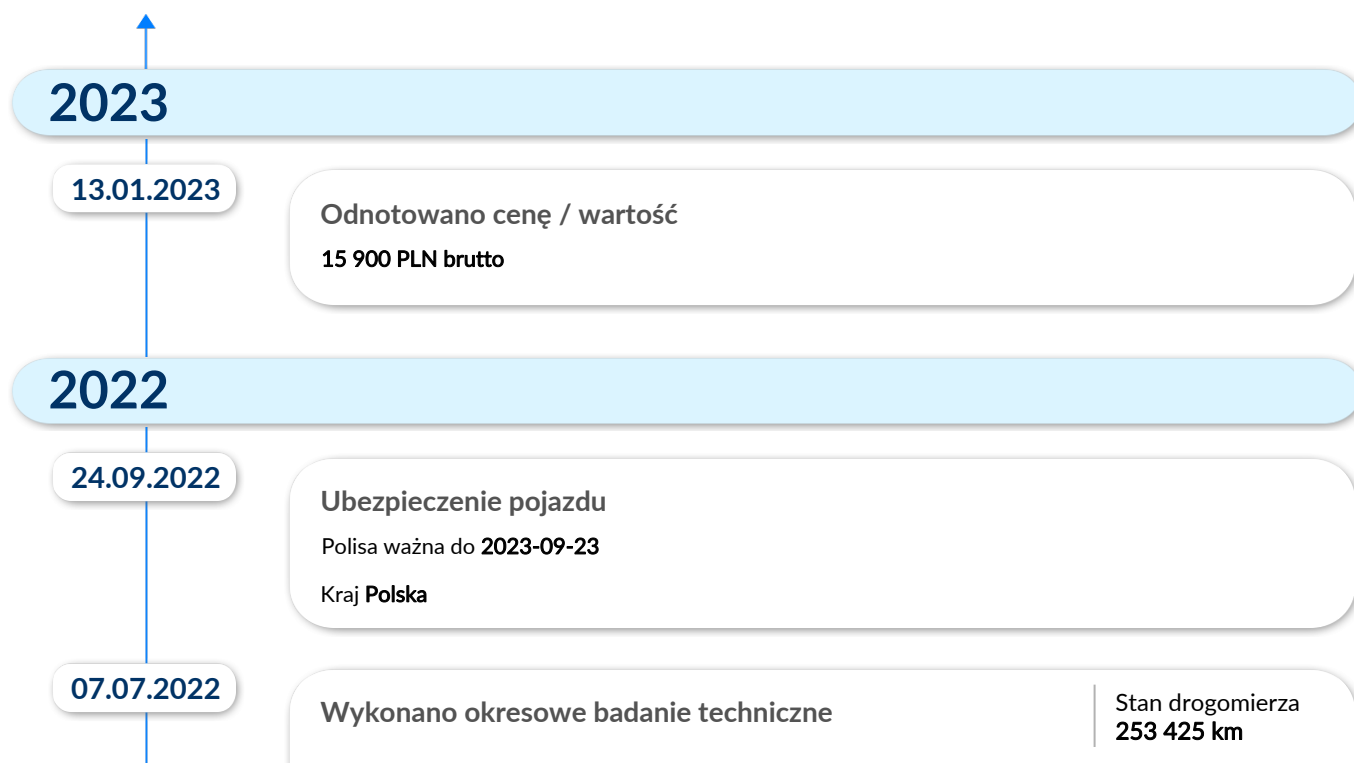 2023
13.01.2023
Odnotowano cenę / wartość
15 900 PLN brutto
2022
24.09.2022
Ubezpieczenie pojazdu
Polisa ważna do 2023-09-23
Kraj Polska
07.07.2022
Wykonano okresowe badanie techniczne
Stan drogomierza
253 425 km